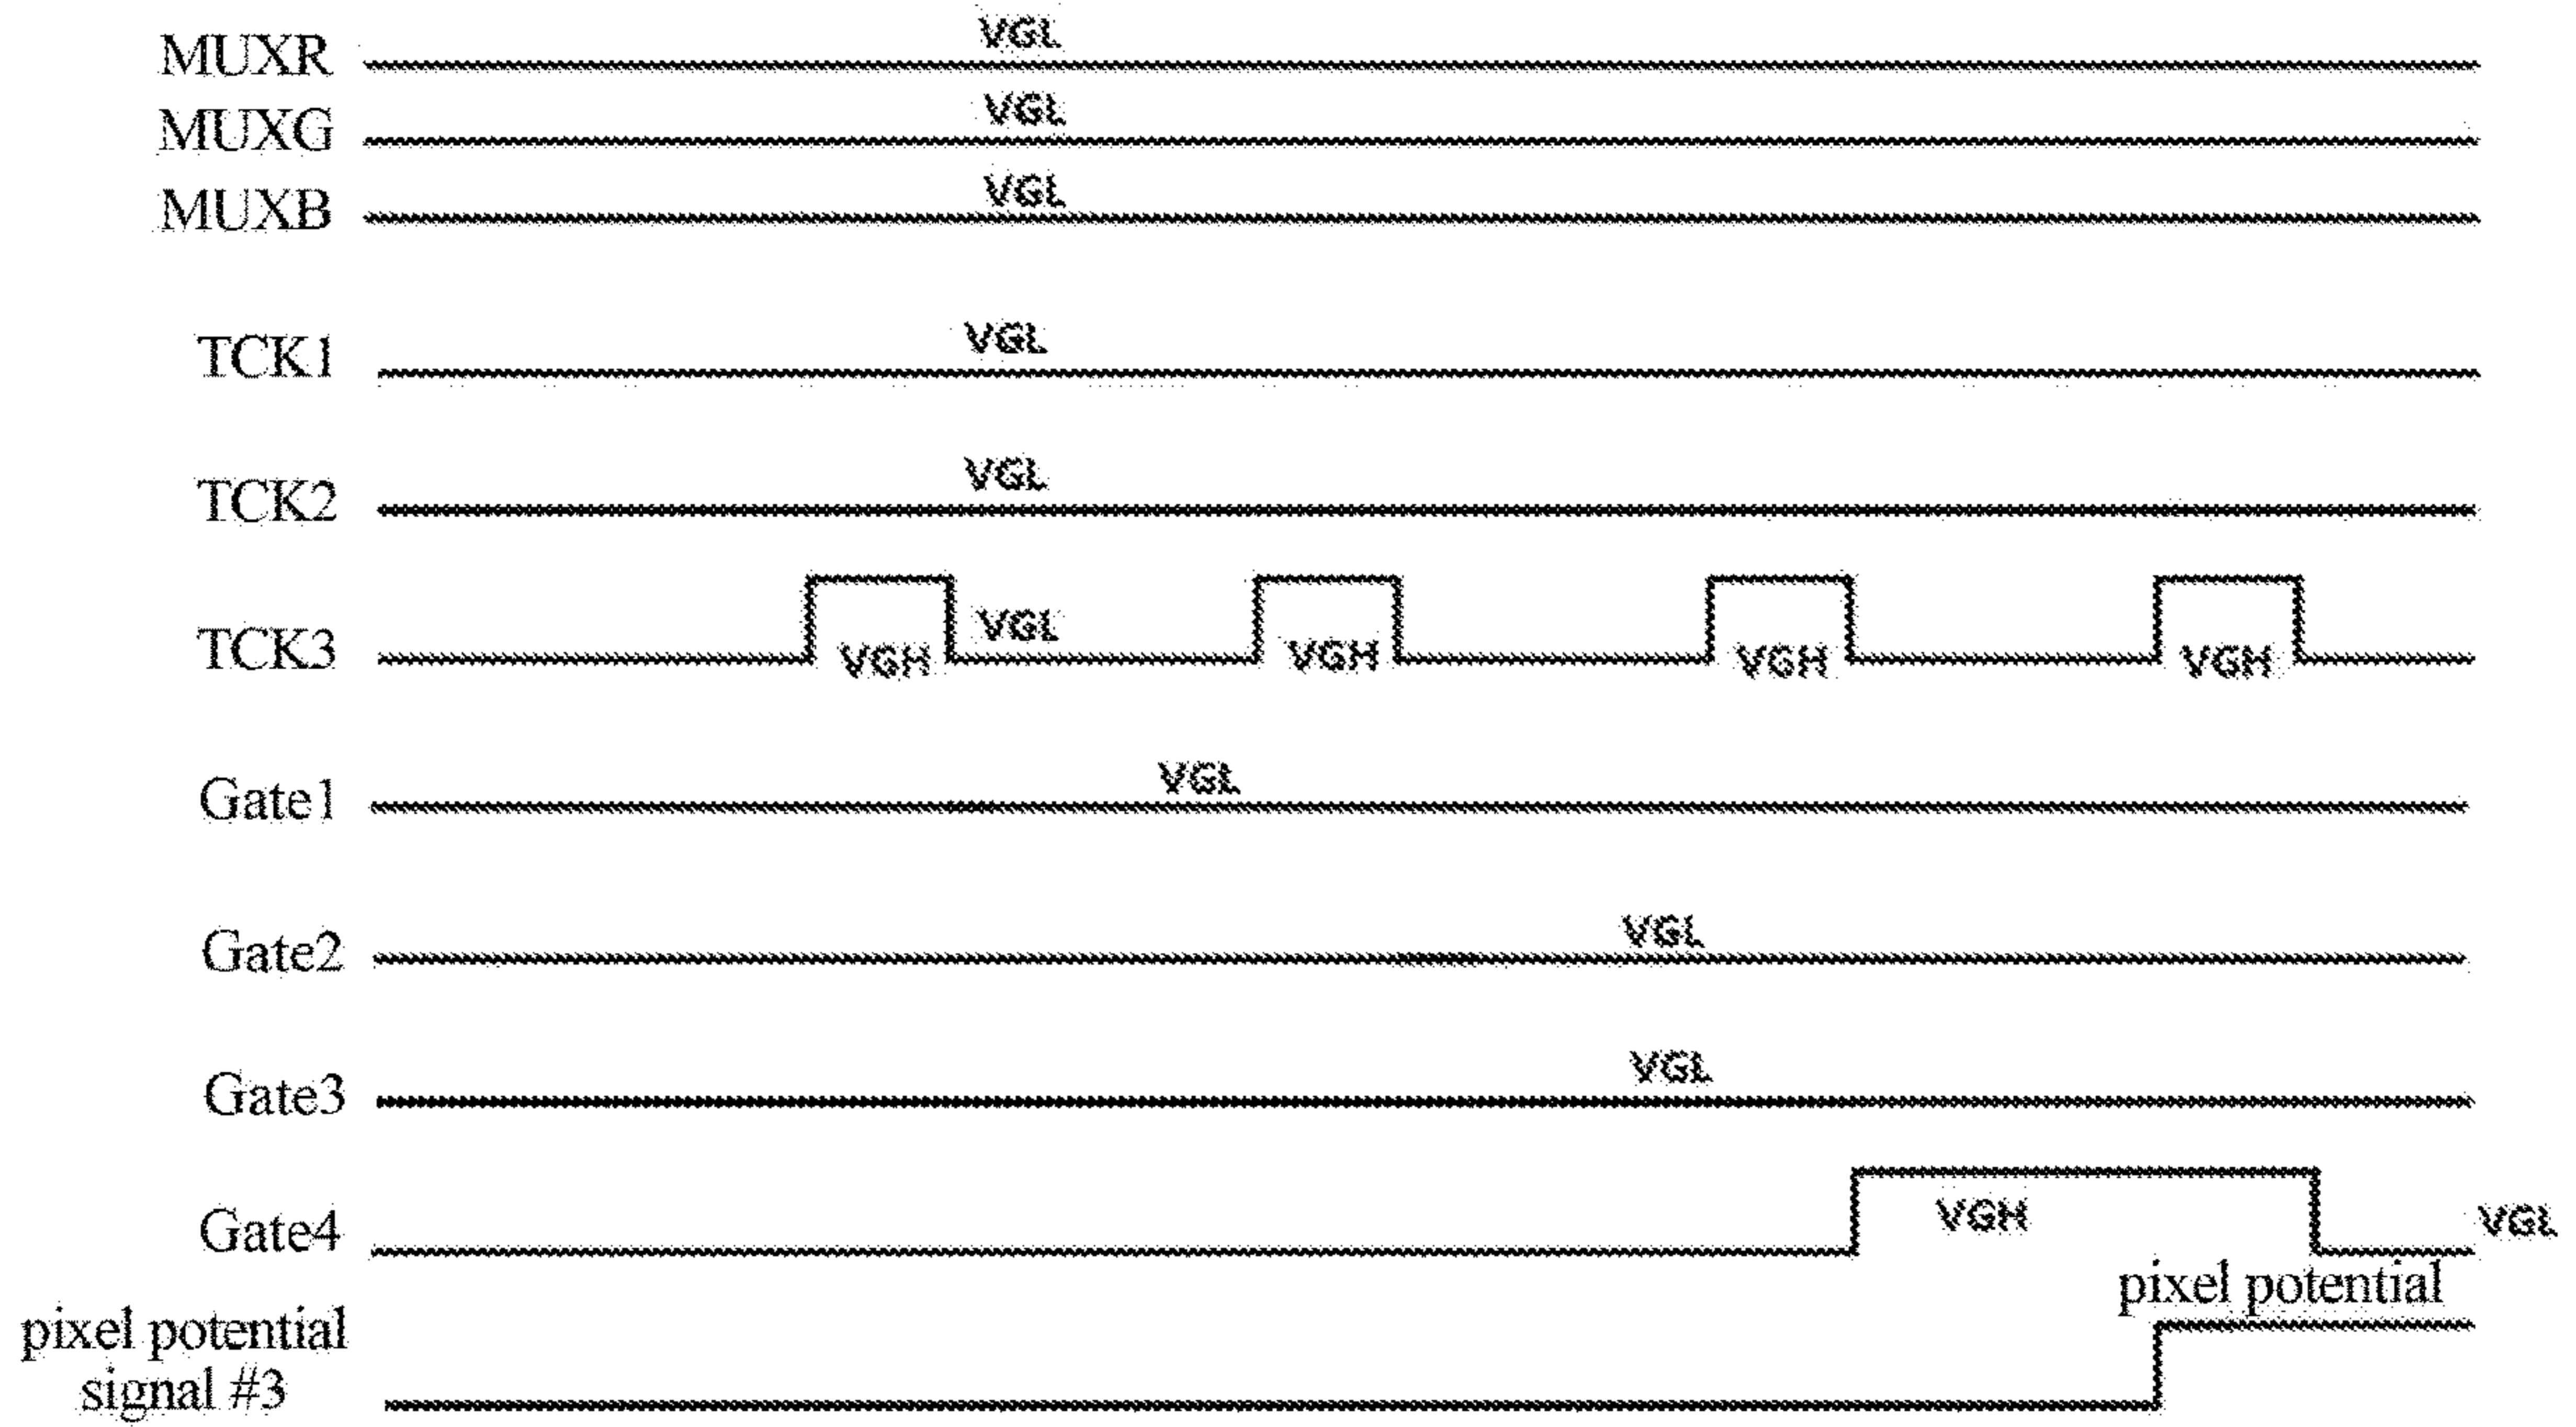 VGL
MUXR
VGL
MUXG
VGL
MUXB
VGL
TCK1
VGL
TCK2
VGL
TCK3
VGH
VGH
VGH
VGH
VGL
Gate1
VGL
Gate2
VGL
Gate3
Gate4
VGH
VGL
pixel potential
pixel potential
signal #3